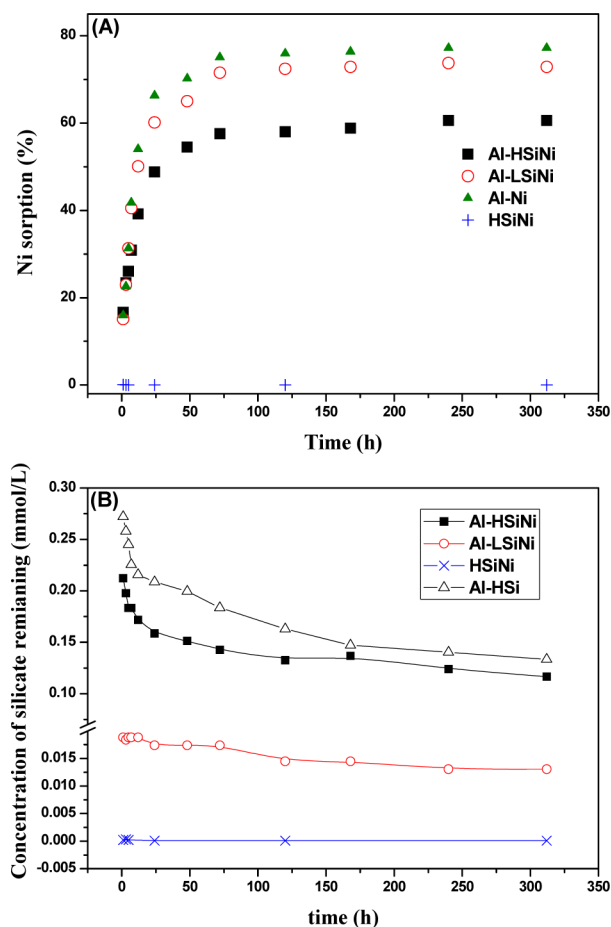 (A)
80
60
40
20
0
Ni sorption (%)
Al-HSiNi
Al-LSiNi
Al-Ni
HSiNi
0 50 100 150 200 250 300 350
Time (h)
(B)
0.30
0.25
0.20
0.15
0.10
0.015
0.010
0.005
0.000
-0.005
Concentration of silicate remianing (mmol/L)
Al-HSiNi
Al-LSiNi
HSiNi
Al-HSi
0 50 100 150 200 250 300 350
time (h)